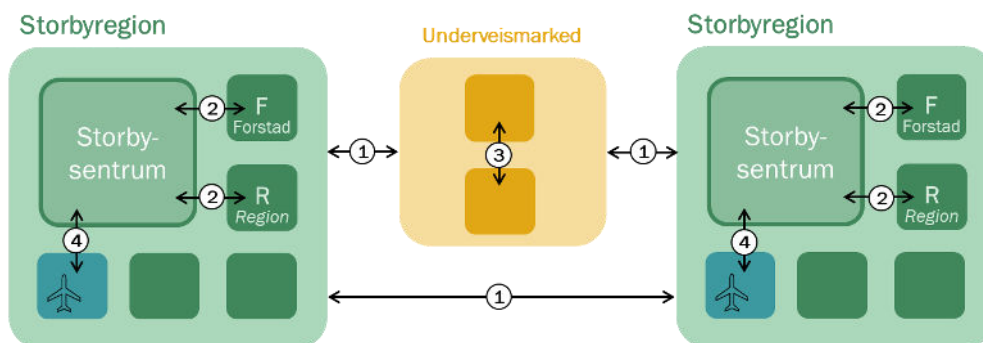 Storbyregion
Underveismarked
Storbyregion
Storby-
sentrum
2
F
Forstad
2
R
Region
4
1
3
1
1
Storby-
sentrum
2
F
Forstad
2
R
Region
4